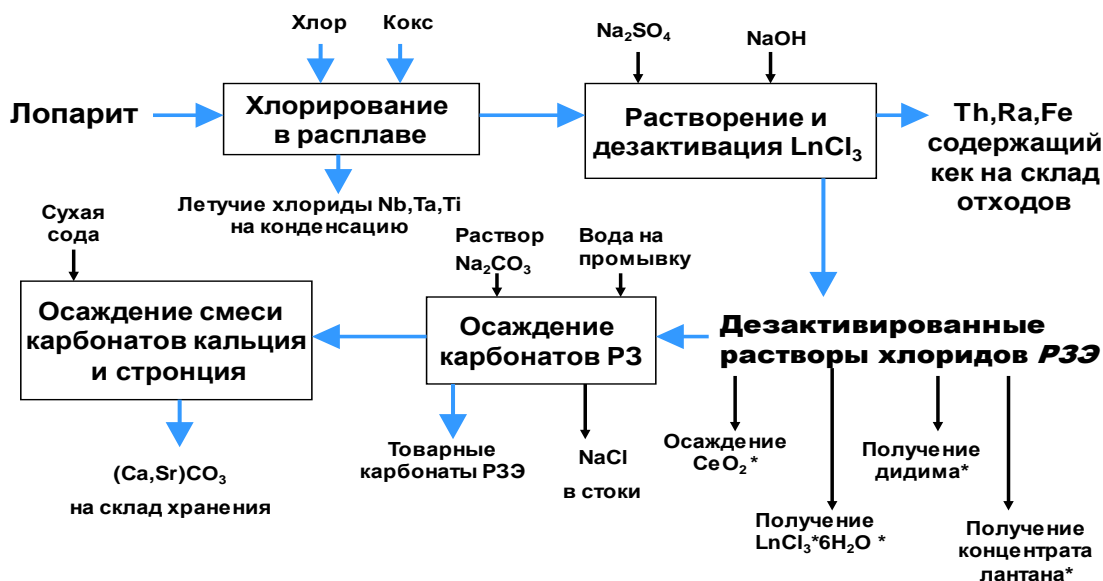 Хлор
Кокс
Na₂SO₄
NaOH
Лопарит
Хлорирование
в расплаве
Растворение и
дезактивация LnCl₃
Th,Ra,Fe
содержащий
кек на склад
отходов
Летучие хлориды Nb,Ta,Ti
на конденсацию
Сухая
сода
Раствор
Na₂CO₃
Вода на
промывку
Осаждение смеси
карбонатов кальция
и стронция
Осаждение
карбонатов РЗ
Дезактивированные
растворы хлоридов РЗЭ
(Ca,Sr)CO₃
на склад хранения
Товарные
карбонаты РЗЭ
NaCl
в стоки
Осаждение
CeO₂*
Получение
дидима*
Получение
LnCl₃*6H₂O *
Получение
концентрата
лантана*